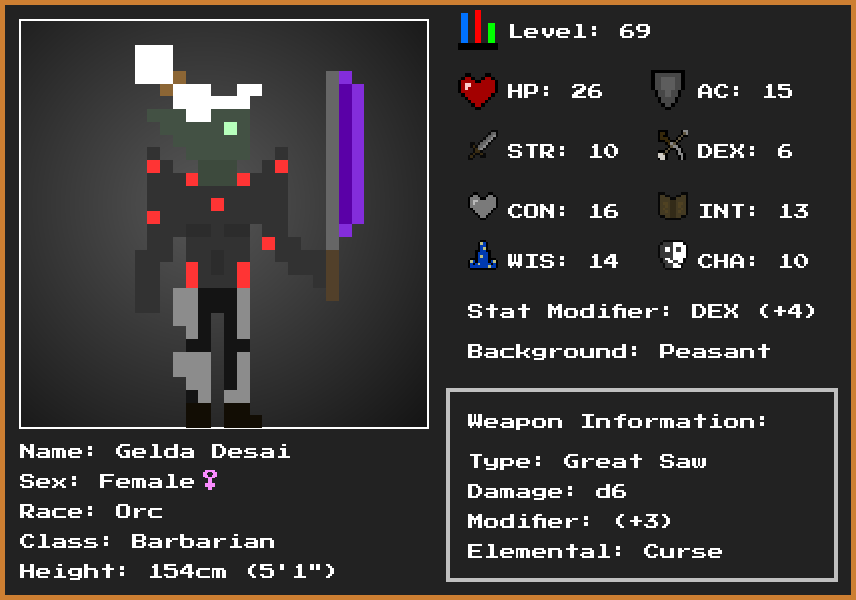 Level: 69
HP: 26 AC: 15
STR: 10 DEX: 6
CON: 16 INT: 13
WIS: 14 CHA: 10
Stat Modifier: DEX (+4)
Background: Peasant
Weapon Information:
Type: Great Saw
Damage: d6
Modifier: (+3)
Elemental: Curse
Name: Gelda Desai
Sex: Female♀
Race: Orc
Class: Barbarian
Height: 154cm (5'1")